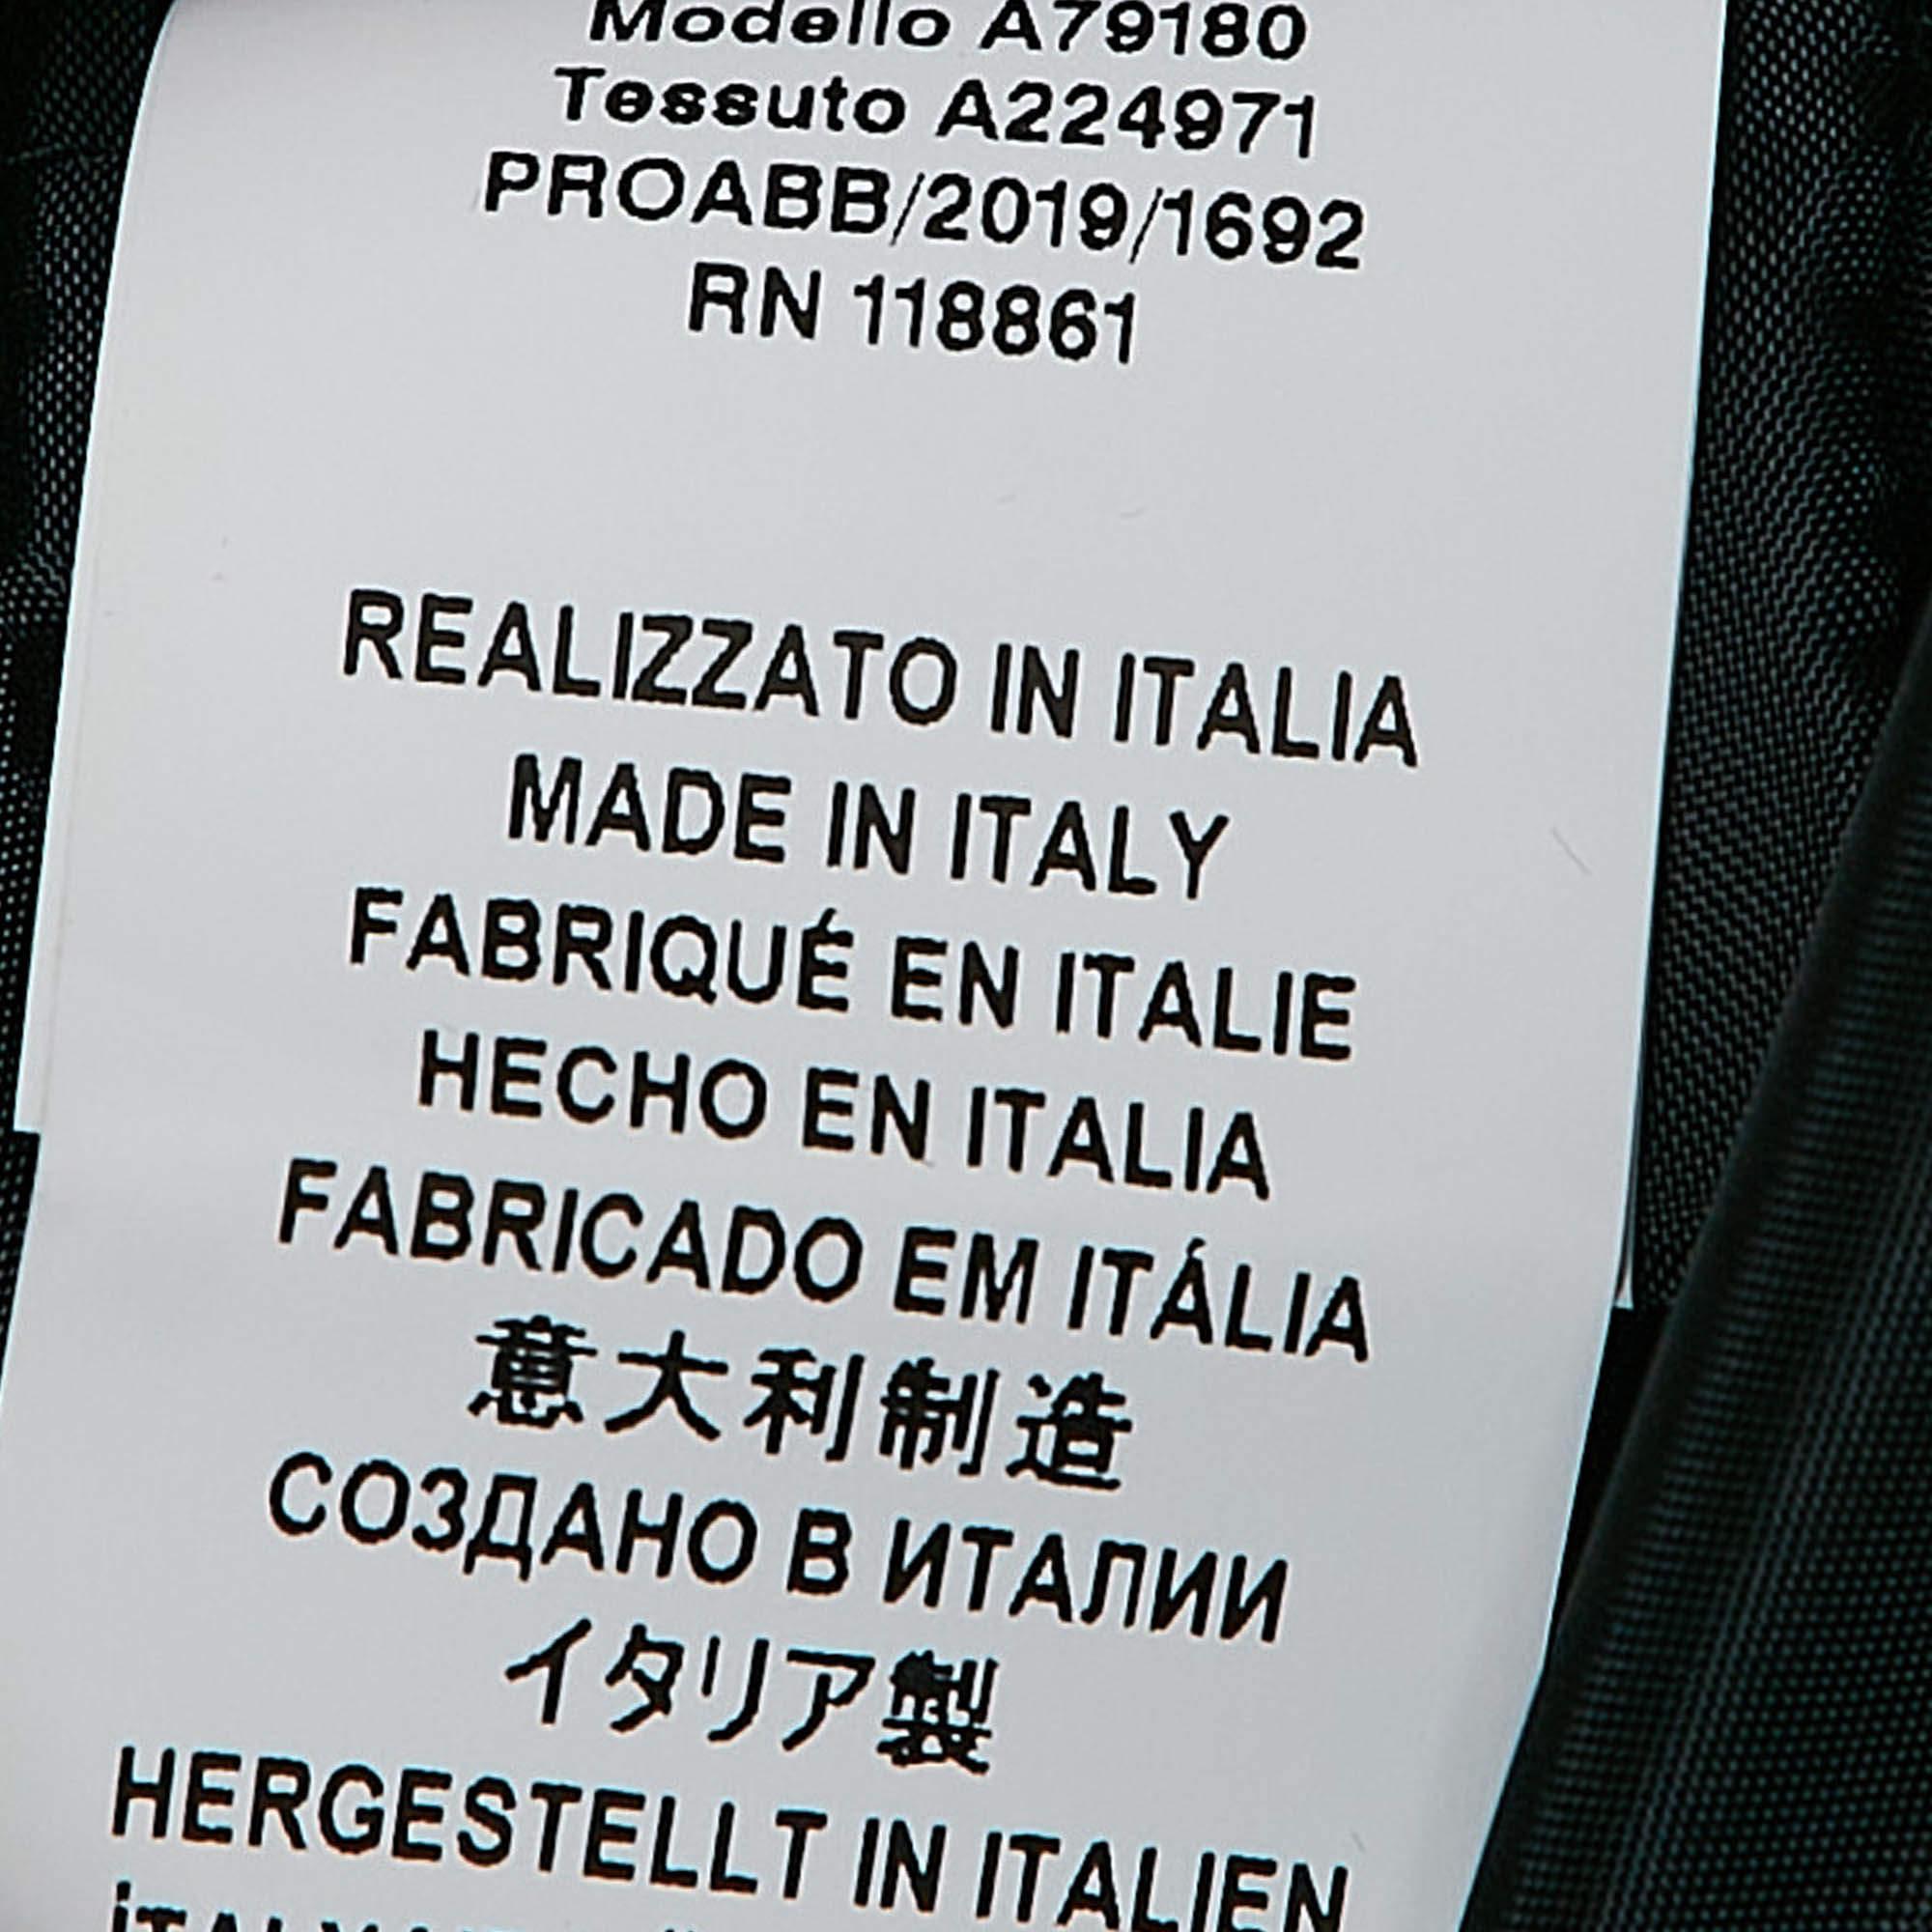 Modello A79180
Tessuto A224971
PROABB/2019/1692
RN 118861
REALIZZATO IN ITALIA
MADE IN ITALY
FABRIQUÉ EN ITALIE
HECHO EN ITALIA
FABRICADO EM ITÁLIA
意大利制造
СОЗДАНО В ИТАЛИИ
イタリア製
HERGESTELLT IN ITALIEN